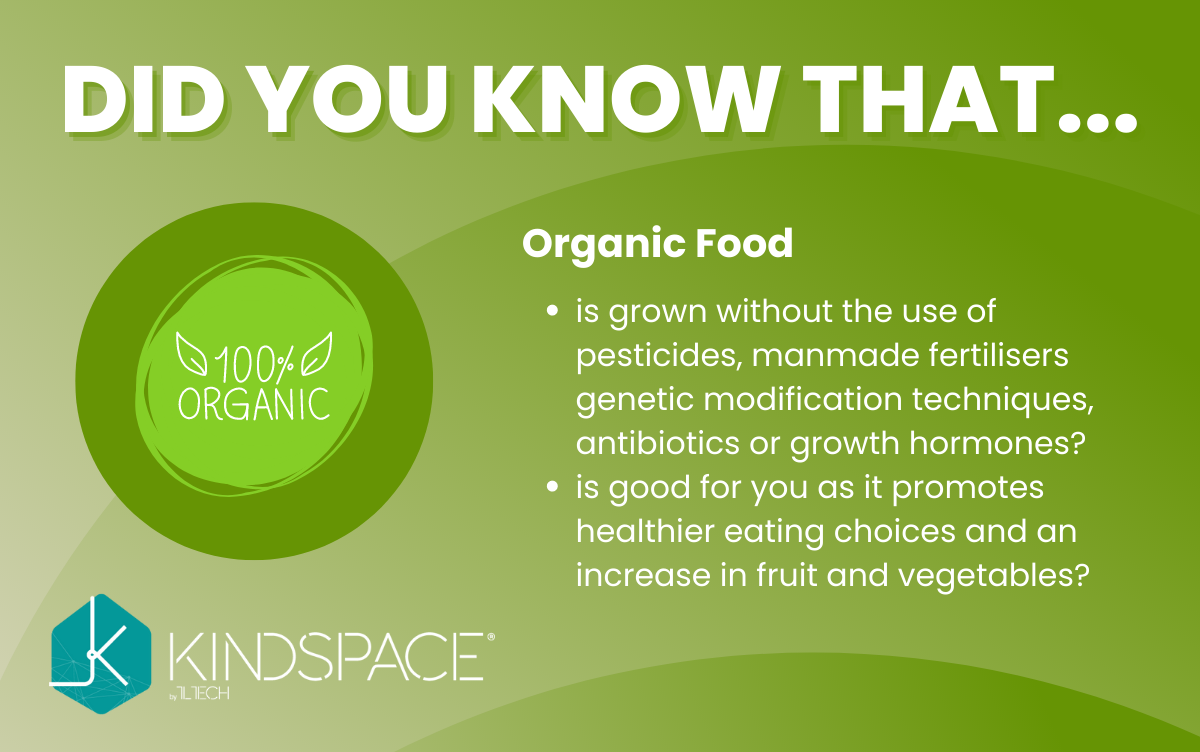 DID YOU KNOW THAT...
100%
ORGANIC
Organic Food
• is grown without the use of
pesticides, manmade fertilisers
genetic modification techniques,
antibiotics or growth hormones?
• is good for you as it promotes
healthier eating choices and an
increase in fruit and vegetables?
KINDSPACE®
by TLTECH